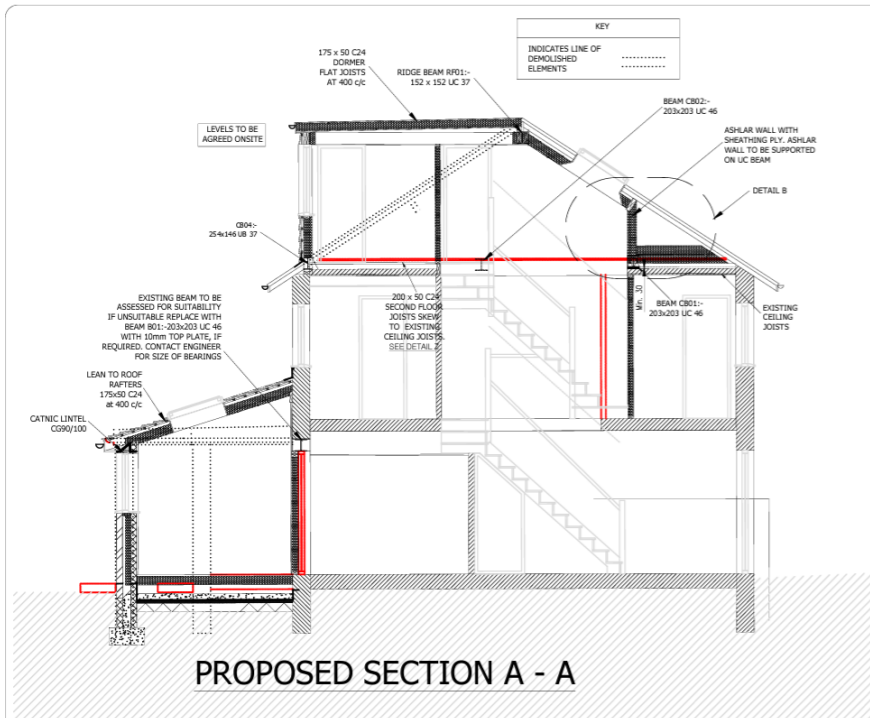 KEY
INDICATES LINE OF
DEMOLISHED
ELEMENTS
175 x 50 C24
DORMER
FLAT JOISTS
AT 400 c/c
RIDGE BEAM RF01:-
152 x 152 UC 37
BEAM CB02:-
203x203 UC 46
LEVELS TO BE
AGREED ONSITE
ASHLAR WALL WITH
SHEATHING PLY. ASHLAR
WALL TO BE SUPPORTED
ON UC BEAM
DETAIL B
CB04:-
254x146 UB 37
EXISTING BEAM TO BE
ASSESSED FOR SUITABILITY
IF UNSUITABLE REPLACE WITH
BEAM B01:-203x203 UC 46
WITH 10mm TOP PLATE, IF
REQUIRED. CONTACT ENGINEER
FOR SIZE OF BEARINGS
200 x 50 C24
SECOND FLOOR
JOISTS SKEW
TO EXISTING
CEILING JOISTS.
SEE DETAIL
Min. 30
BEAM CB01:-
203x203 UC 46
EXISTING
CEILING
JOISTS
LEAN TO ROOF
RAFTERS
175x50 C24
at 400 c/c
CATNIC LINTEL
CG90/100
PROPOSED SECTION A - A